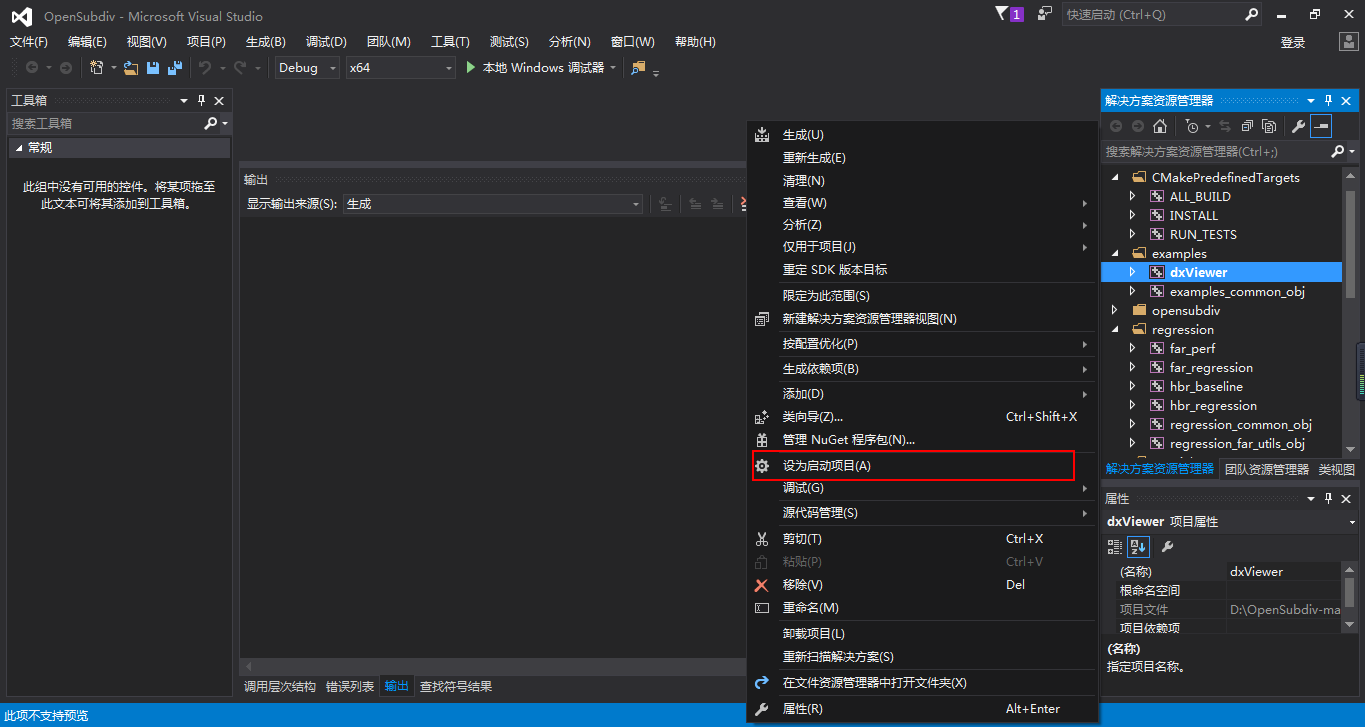 OpenSubdiv - Microsoft Visual Studio
1
快速启动 (Ctrl+Q)
文件(F) 编辑(E) 视图(V) 项目(P) 生成(B) 调试(D) 团队(M) 工具(T) 测试(S) 分析(N) 窗口(W) 帮助(H)
登录
Debug x64 本地 Windows 调试器
工具箱
搜索工具箱
常规
此组中没有可用的控件。将某项拖至
此文本可将其添加到工具箱。
输出
显示输出来源(S): 生成
调用层次结构 错误列表 输出 查找符号结果
生成(U)
重新生成(E)
清理(N)
查看(W)
分析(Z)
仅用于项目(J)
重定 SDK 版本目标
限定为此范围(S)
新建解决方案资源管理器视图(N)
按配置优化(P)
生成依赖项(B)
添加(D)
类向导(Z)... Ctrl+Shift+X
管理 NuGet 程序包(N)...
设为启动项目(A)
调试(G)
源代码管理(S)
剪切(T) Ctrl+X
粘贴(P) Ctrl+V
移除(V) Del
重命名(M)
卸载项目(L)
重新扫描解决方案(S)
在文件资源管理器中打开文件夹(X)
属性(R) Alt+Enter
解决方案资源管理器
搜索解决方案资源管理器(Ctrl+;)
CMakePredefinedTargets
ALL_BUILD
INSTALL
RUN_TESTS
examples
dxViewer
examples_common_obj
opensubdiv
regression
far_perf
far_regression
hbr_baseline
hbr_regression
regression_common_obj
regression_far_utils_obj
解决方案资源管理器 团队资源管理器 类视图
属性
dxViewer 项目属性
(名称) dxViewer
根命名空间
项目文件 D:\OpenSubdiv-ma
项目依赖项
(名称)
指定项目名称。
此项不支持预览